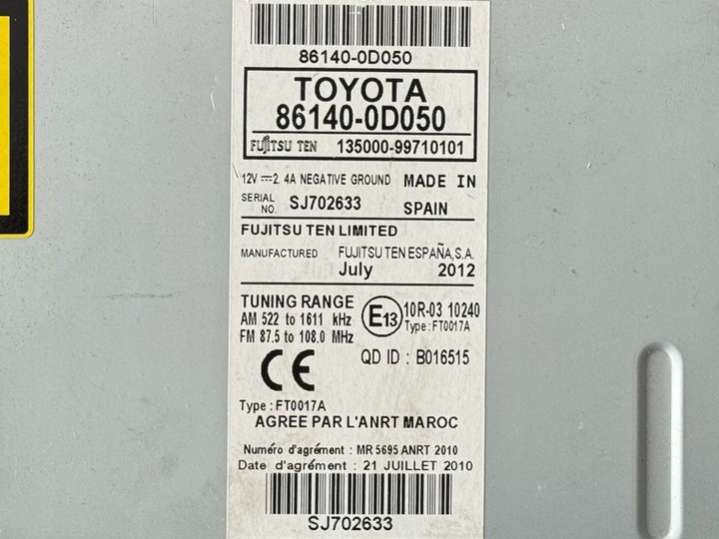 86140-0D050
TOYOTA
86140-0D050
FUJITSU TEN 135000-99710101
12V 2. 4A NEGATIVE GROUND MADE IN
SERIAL NO. SJ702633 SPAIN
FUJITSU TEN LIMITED
MANUFACTURED FUJITSU TEN ESPAÑA,S.A.
July 2012
TUNING RANGE
AM 522 to 1611 kHz
FM 87.5 to 108.0 MHz
E13
10R-03 10240
Type: FT0017A
QD ID : B016515
CE
Type : FT0017A
AGREE PAR L'ANRT MAROC
Numéro d'agrément : MR 5695 ANRT 2010
Date d'agrément : 21 JUILLET 2010
SJ702633